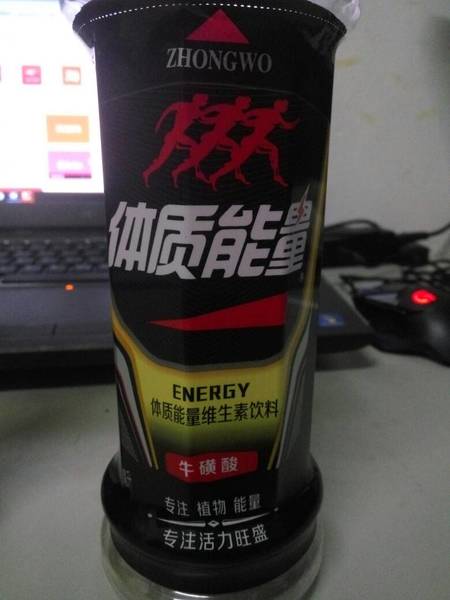 ZHONGWO
体质能量
ENERGY
体质能量维生素饮料
牛磺酸
专注 植物 能量
专注活力旺盛